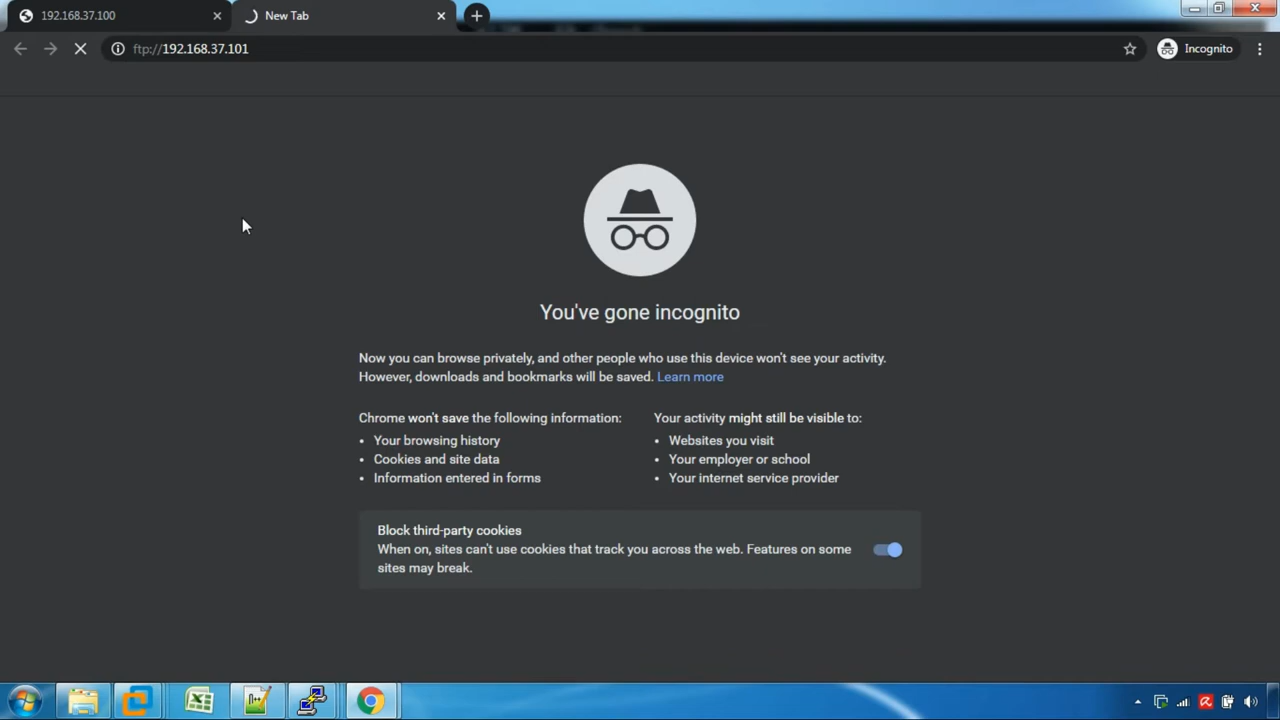 192.168.37.100
New Tab
ftp://192.168.37.101
Incognito
You've gone incognito
Now you can browse privately, and other people who use this device won't see your activity.
However, downloads and bookmarks will be saved. Learn more
Chrome won't save the following information:
• Your browsing history
• Cookies and site data
• Information entered in forms
Your activity might still be visible to:
• Websites you visit
• Your employer or school
• Your internet service provider
Block third-party cookies
When on, sites can't use cookies that track you across the web. Features on some
sites may break.